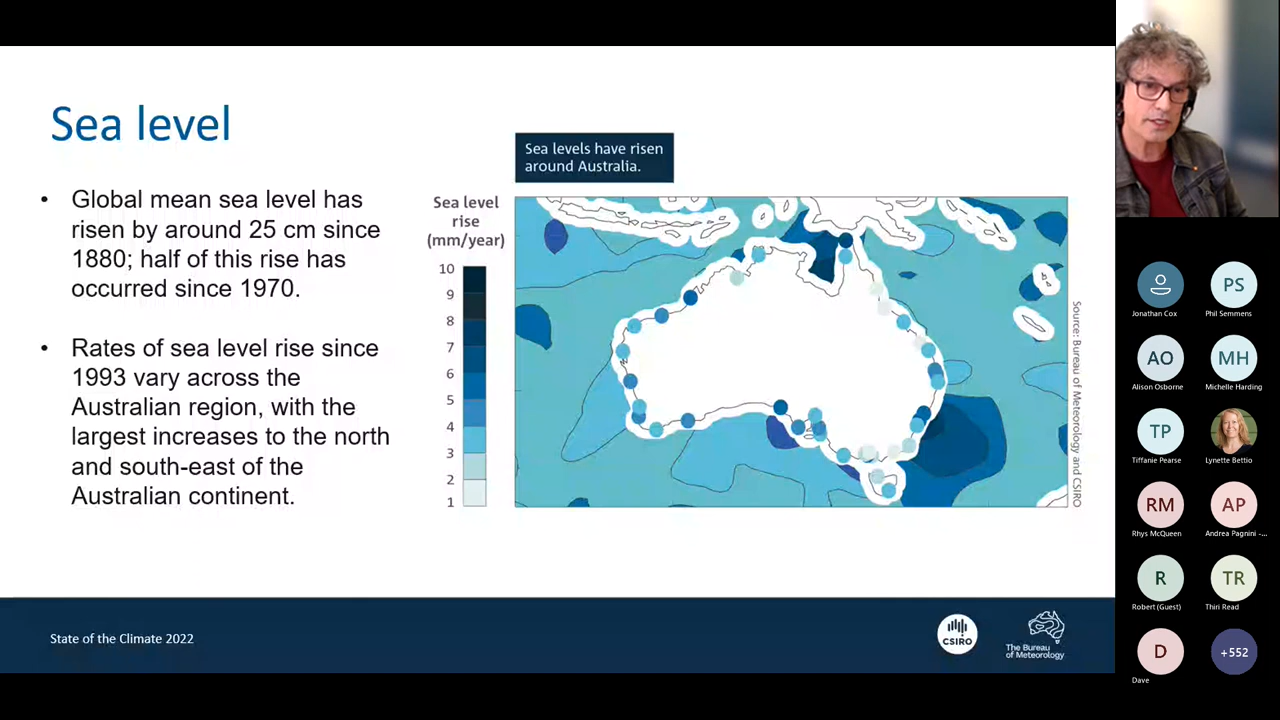 Sea level
• Global mean sea level has
risen by around 25 cm since
1880; half of this rise has
occurred since 1970.
• Rates of sea level rise since
1993 vary across the
Australian region, with the
largest increases to the north
and south-east of the
Australian continent.
Sea levels have risen
around Australia.
Sea level
rise
(mm/year)
10
9
8
7
6
5
4
3
2
1
Source: Bureau of Meteorology and CSIRO
State of the Climate 2022
CSIRO
The Bureau
of Meteorology
Jonathan Cox
PS
Phil Semmens
AO
Alison Osborne
MH
Michelle Harding
TP
Tiffanie Pearse
Lynette Bettio
RM
Rhys McQueen
AP
Andrea Pagnini -...
R
Robert (Guest)
TR
Thiri Read
D
Dave
+552